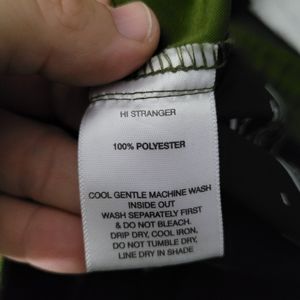 HI STRANGER
100% POLYESTER
COOL GENTLE MACHINE WASH
INSIDE OUT
WASH SEPARATELY FIRST
& DO NOT BLEACH.
DRIP DRY, COOL IRON,
DO NOT TUMBLE DRY,
LINE DRY IN SHADE